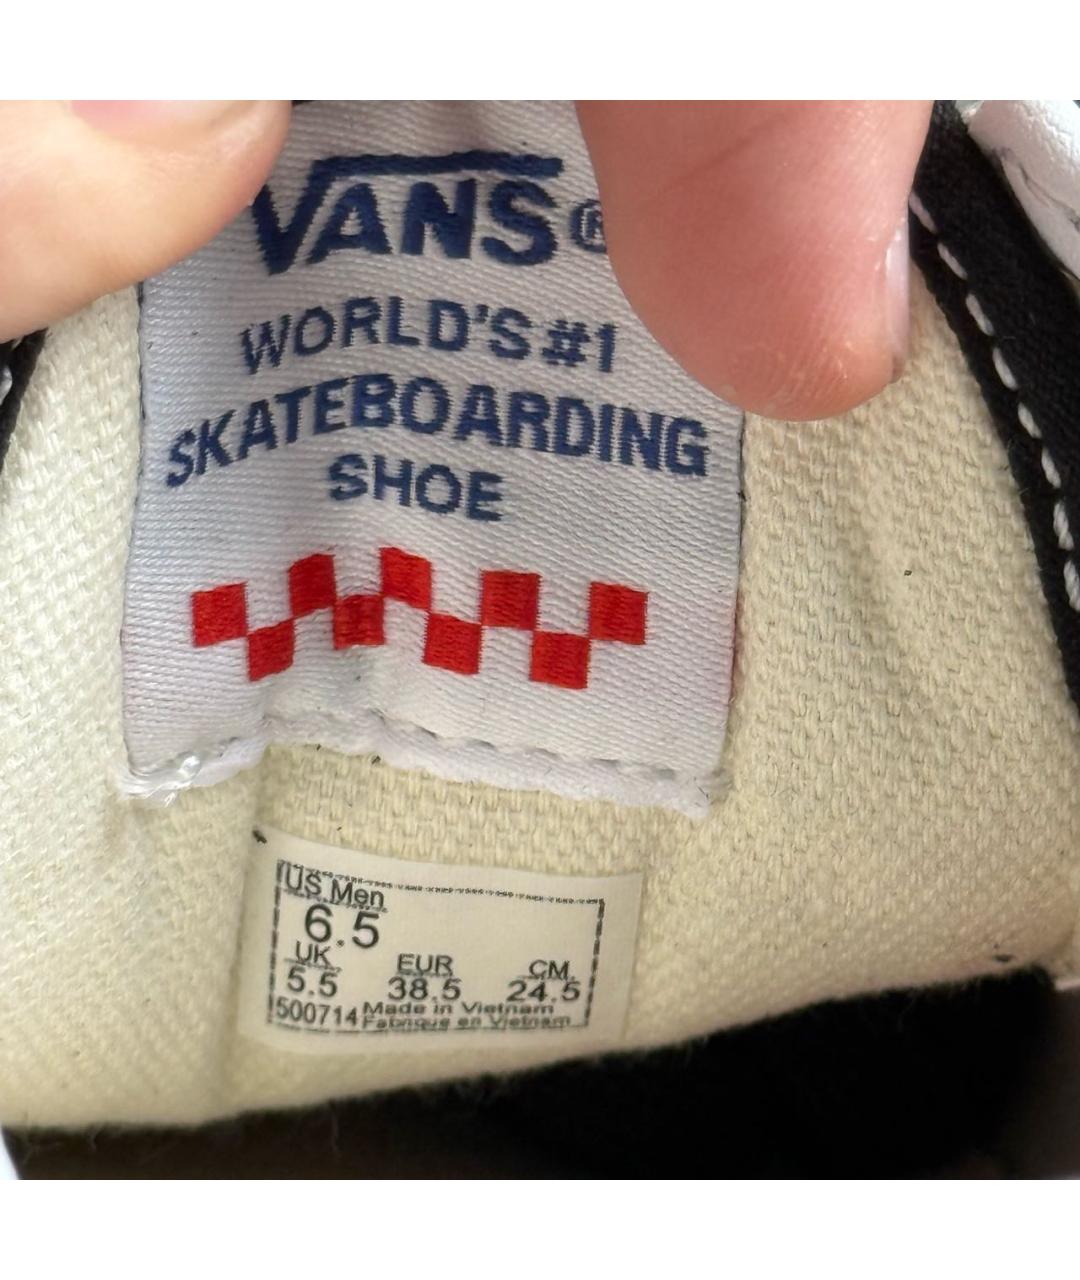 VANS®
WORLD'S #1
SKATEBOARDING
SHOE
US Men
6.5
UK EUR CM
5.5 38.5 24.5
500714 Made in Vietnam
Fabriqué en Vietnam